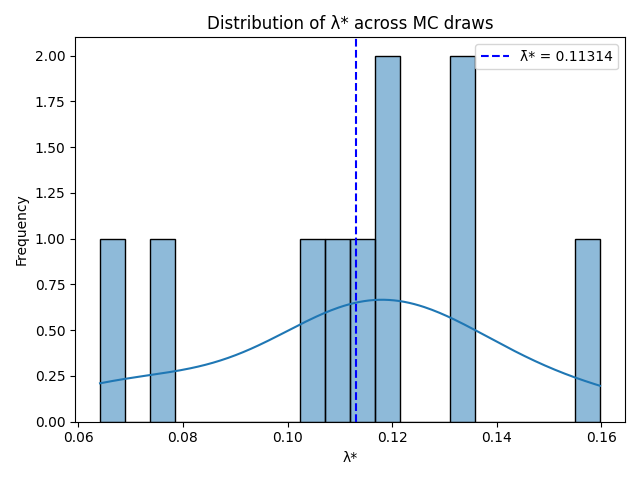 Distribution of λ* across MC draws
λ̄* = 0.11314
2.00
1.75
1.50
1.25
1.00
0.75
0.50
0.25
0.00
Frequency
0.06 0.08 0.10 0.12 0.14 0.16
λ*